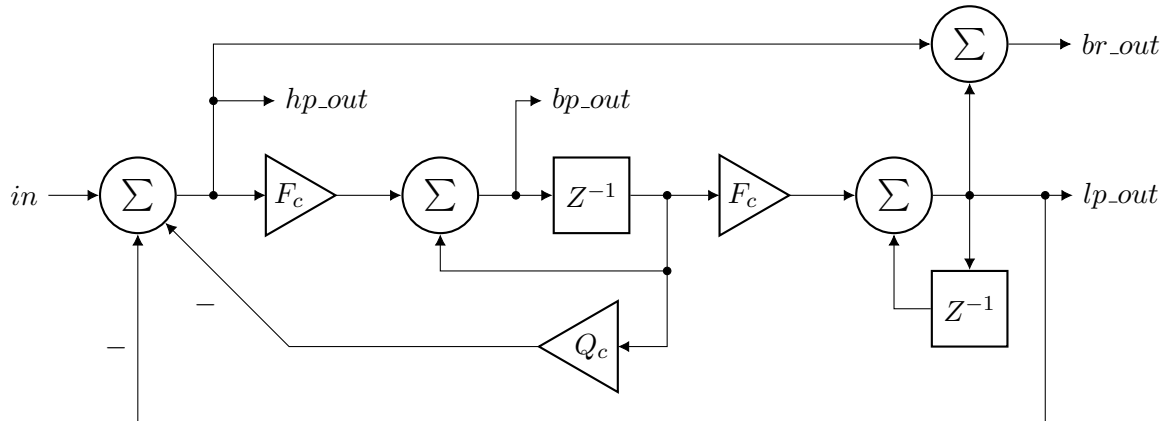 ∑ br_out
hp_out bp_out
in ∑ F_c ∑ Z^{-1} F_c ∑ lp_out
− Z^{-1}
− Q_c